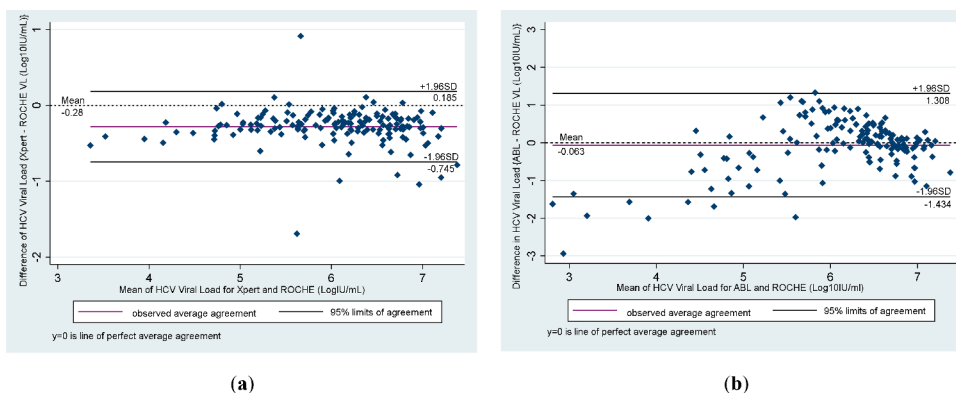 Difference of HCV Viral Load {Xpert - ROCHE VL (Log10IU/mL)}
1
0
-1
-2
Mean
-0.28
+1.96SD
0.185
-1.96SD
-0.745
3
4
5
6
7
Mean of HCV Viral Load for Xpert and ROCHE (LogIU/mL)
observed average agreement
95% limits of agreement
y=0 is line of perfect average agreement
(a)
Difference in HCV Viral Load {ABL - ROCHE VL (Log10IU/mL)}
3
2
1
0
-1
-2
-3
Mean
-0.063
+1.96SD
1.308
-1.96SD
-1.434
3
4
5
6
7
Mean of HCV Viral Load for ABL and ROCHE (Log10IU/ml)
observed average agreement
95% limits of agreement
y=0 is line of perfect average agreement
(b)